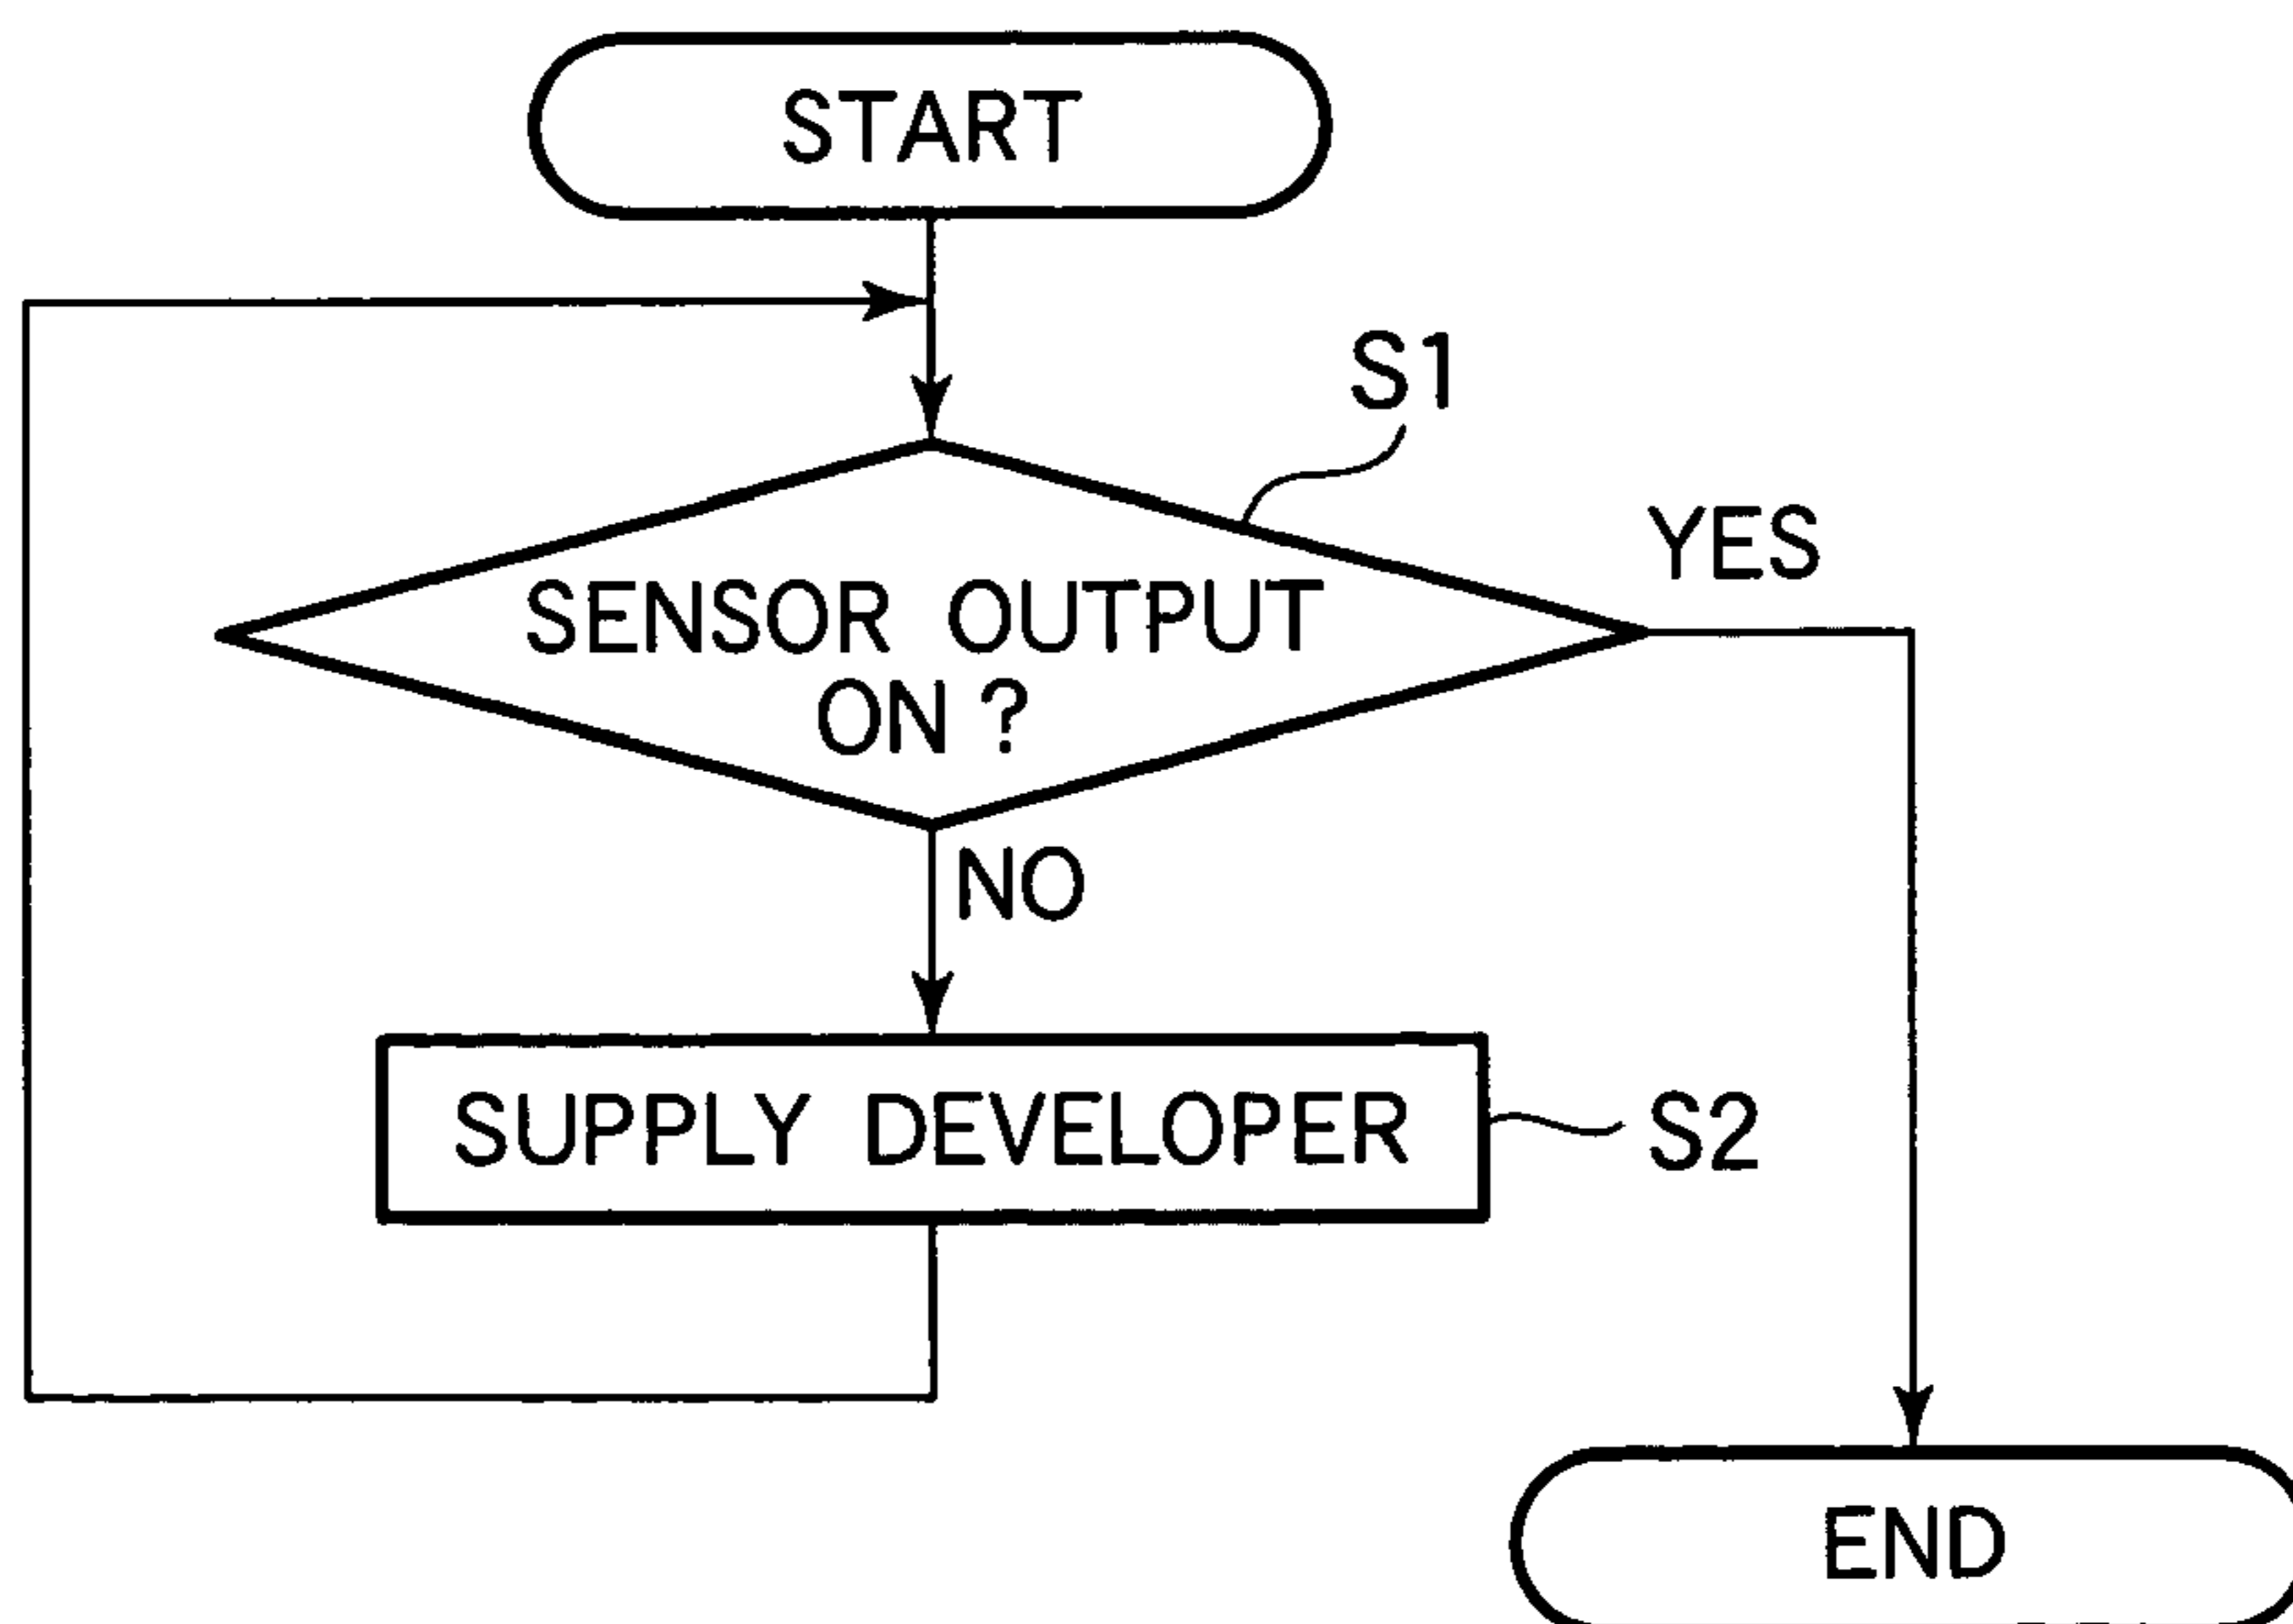 START
S1
YES
SENSOR OUTPUT
ON ?
NO
SUPPLY DEVELOPER
S2
END